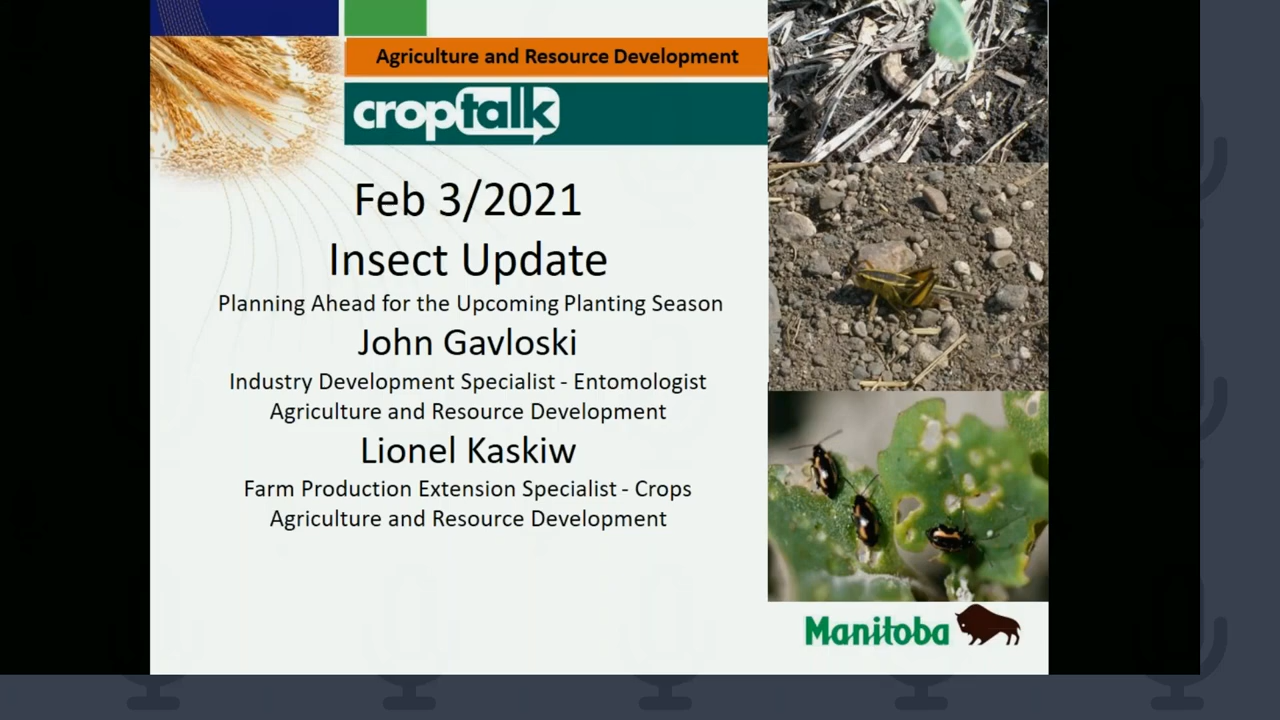 Agriculture and Resource Development
croptalk
Feb 3/2021
Insect Update
Planning Ahead for the Upcoming Planting Season
John Gavloski
Industry Development Specialist - Entomologist
Agriculture and Resource Development
Lionel Kaskiw
Farm Production Extension Specialist - Crops
Agriculture and Resource Development
Manitoba